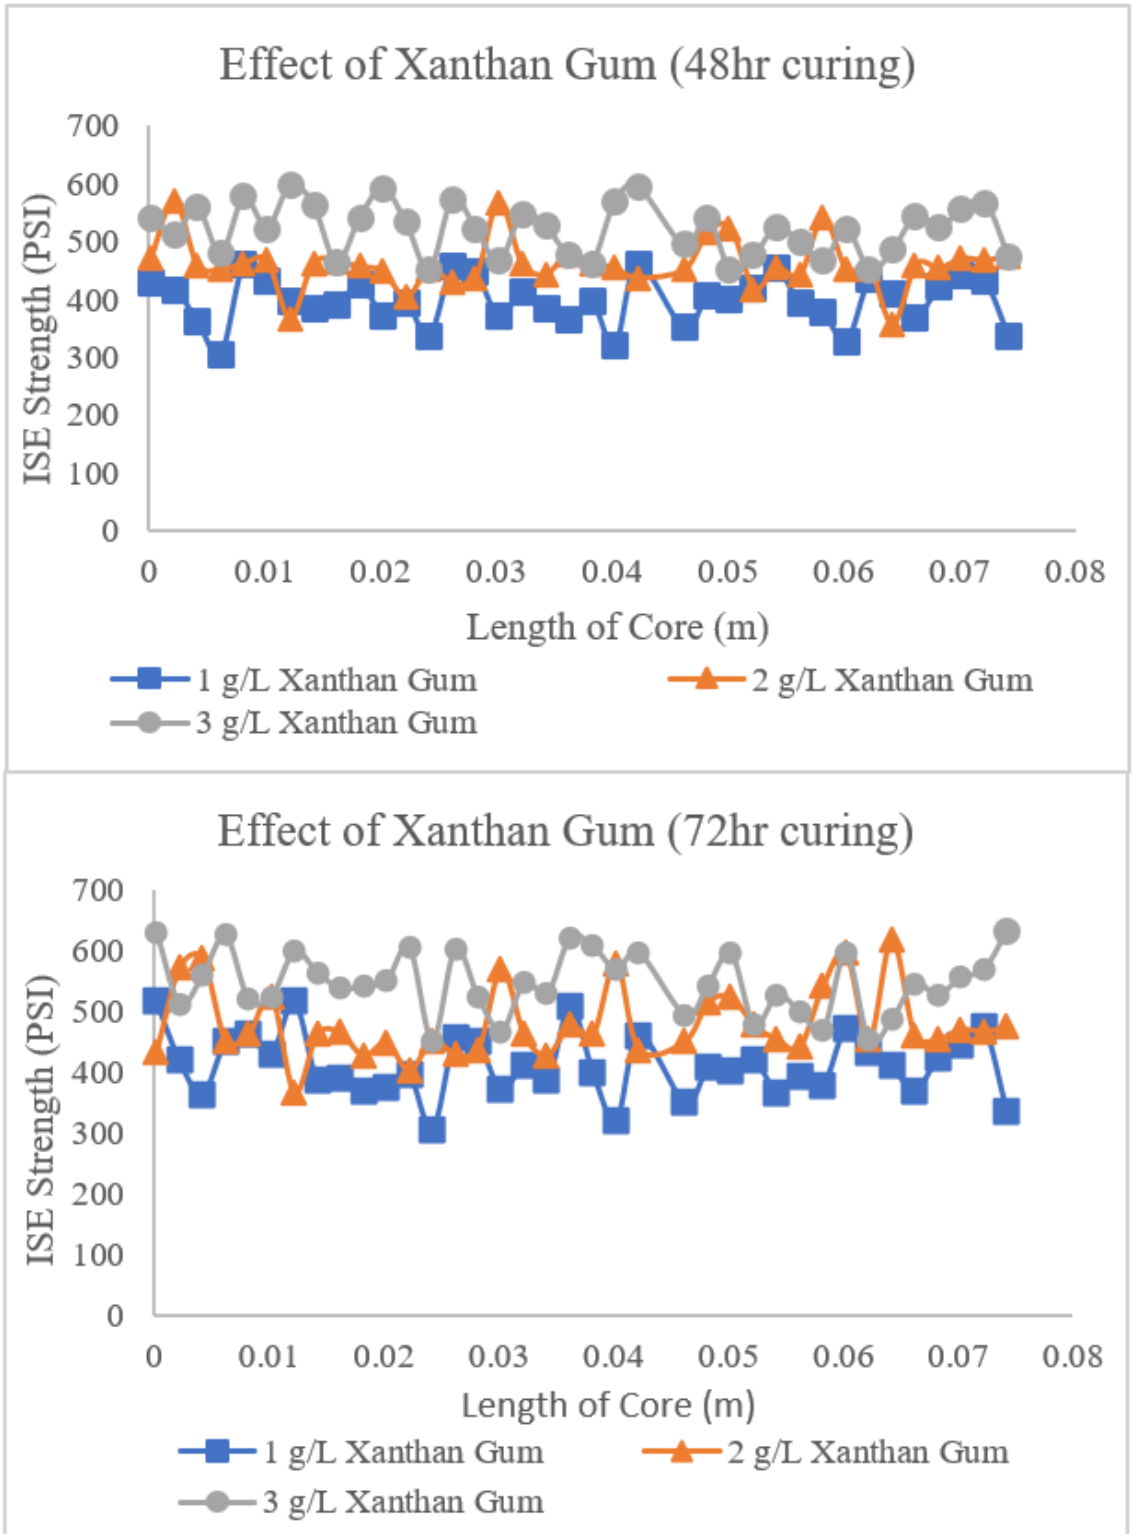 Effect of Xanthan Gum (48hr curing)
700
600
500
400
300
200
100
0
ISE Strength (PSI)
0 0.01 0.02 0.03 0.04 0.05 0.06 0.07 0.08
Length of Core (m)
1 g/L Xanthan Gum 2 g/L Xanthan Gum
3 g/L Xanthan Gum
Effect of Xanthan Gum (72hr curing)
700
600
500
400
300
200
100
0
ISE Strength (PSI)
0 0.01 0.02 0.03 0.04 0.05 0.06 0.07 0.08
Length of Core (m)
1 g/L Xanthan Gum 2 g/L Xanthan Gum
3 g/L Xanthan Gum